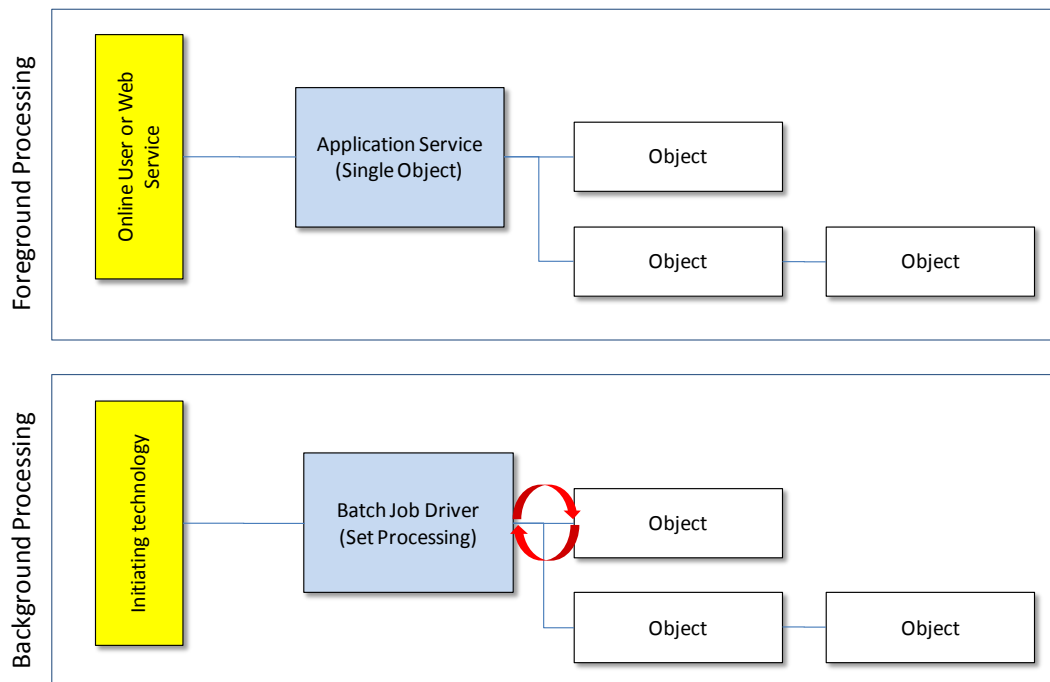 Foreground Processing
Online User or Web
Service
Application Service
(Single Object)
Object
Object
Object
Background Processing
Initiating technology
Batch Job Driver
(Set Processing)
Object
Object
Object